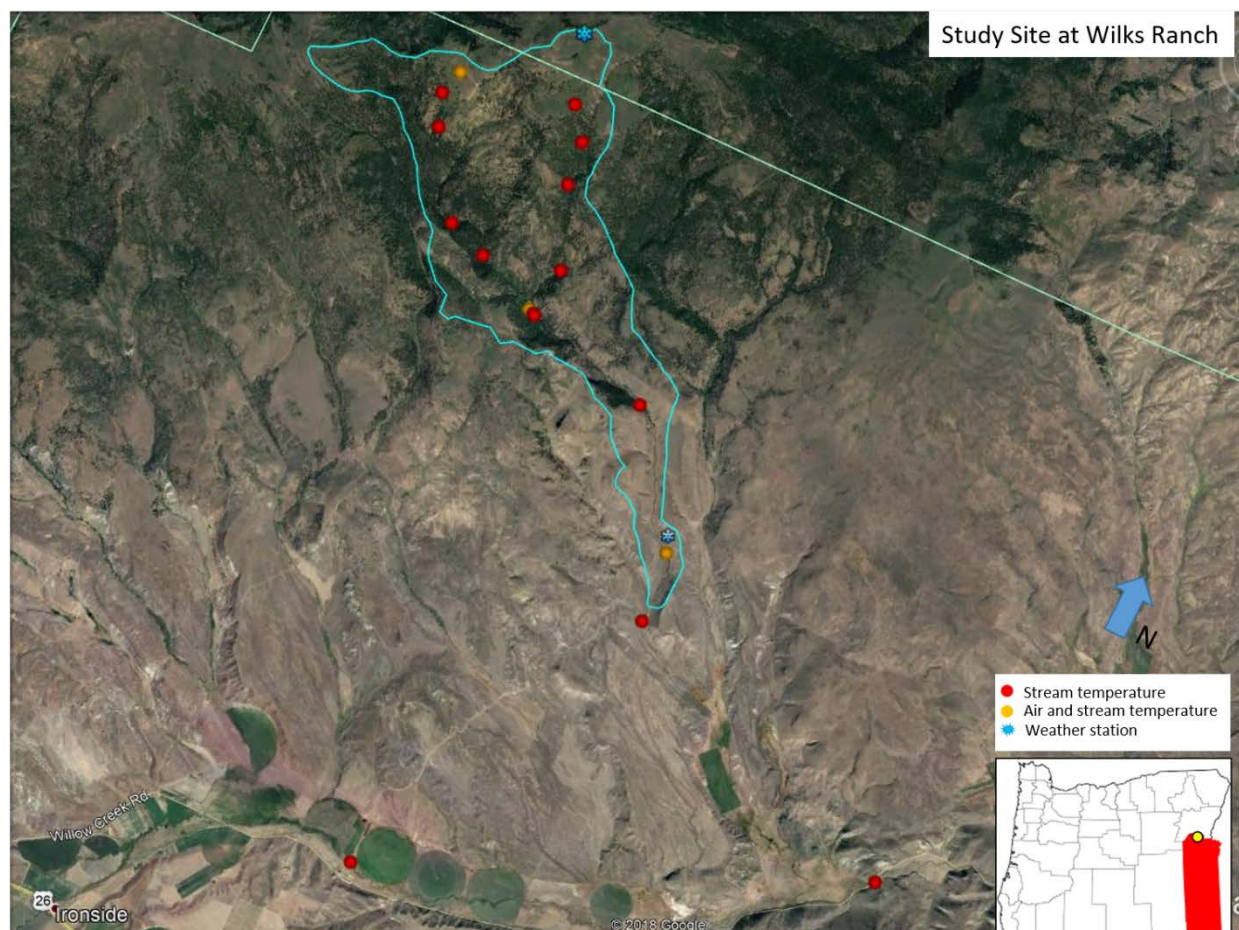 Study Site at Wilks Ranch
N
Stream temperature
Air and stream temperature
Weather station
Willow Creek Rd
26
Ironside
© 2018 Google